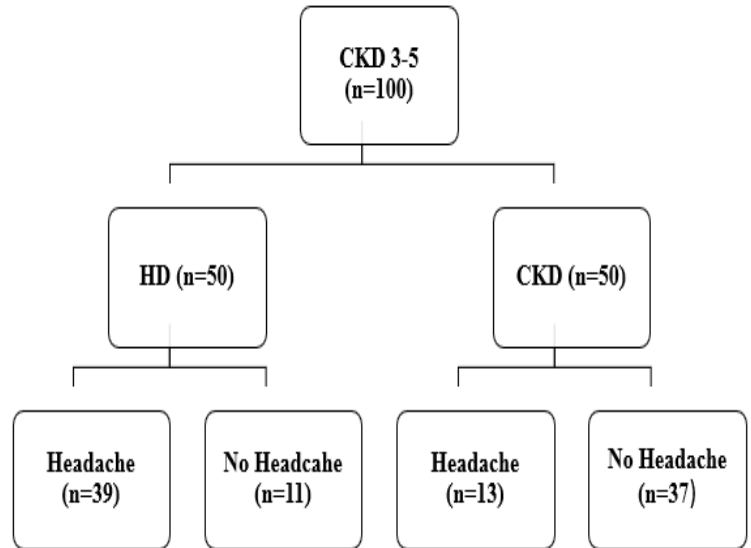 CKD 3-5
(n=100)
HD (n=50)
CKD (n=50)
Headache
(n=39)
No Headcahe
(n=11)
Headache
(n=13)
No Headache
(n=37)